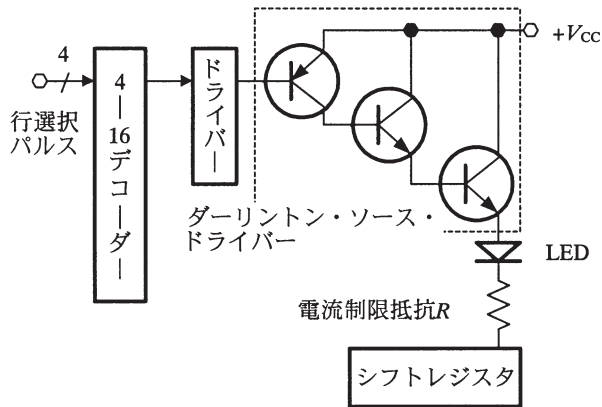 4
+VCC
行選択
パルス
4―16デコーダー
ドライバー
ダーリントン・ソース・
ドライバー
LED
電流制限抵抗R
シフトレジスタ